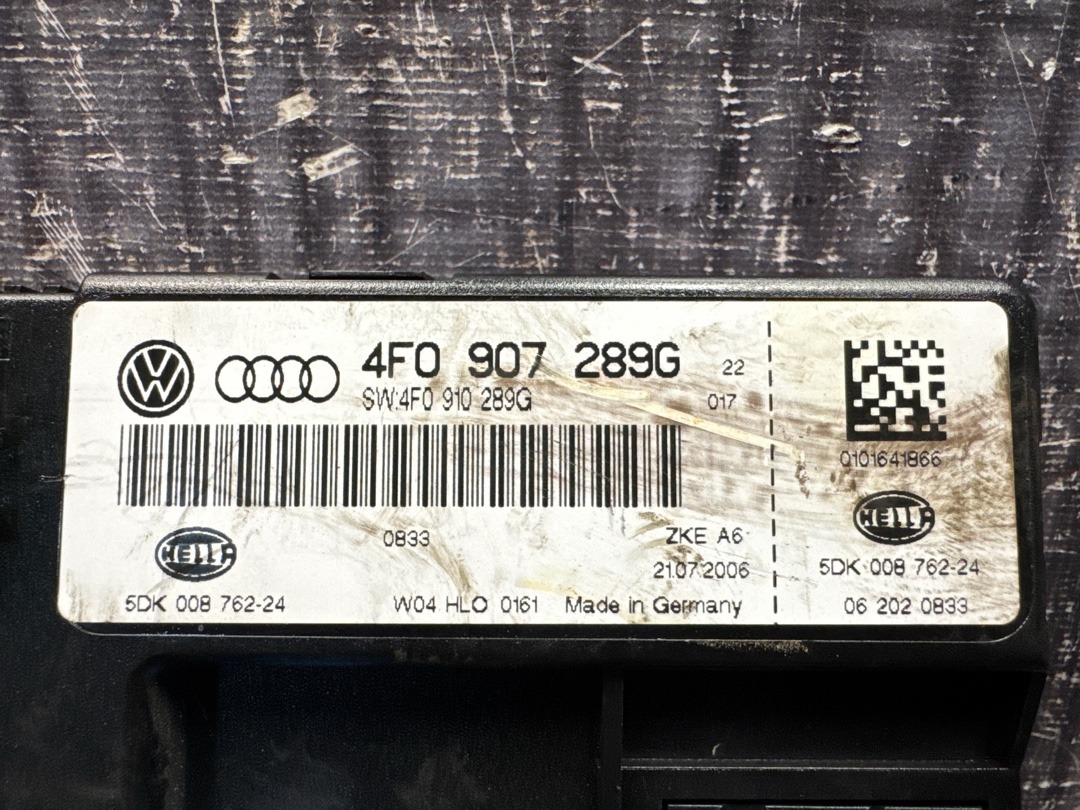 4F0 907 289G 22
SW:4F0 910 289G 017
0101641866
HELLA
0833 ZKE A6
21.07.2006
5DK 008 762-24 W04 HLO 0161 Made in Germany
HELLA
5DK 008 762-24
06 202 0833